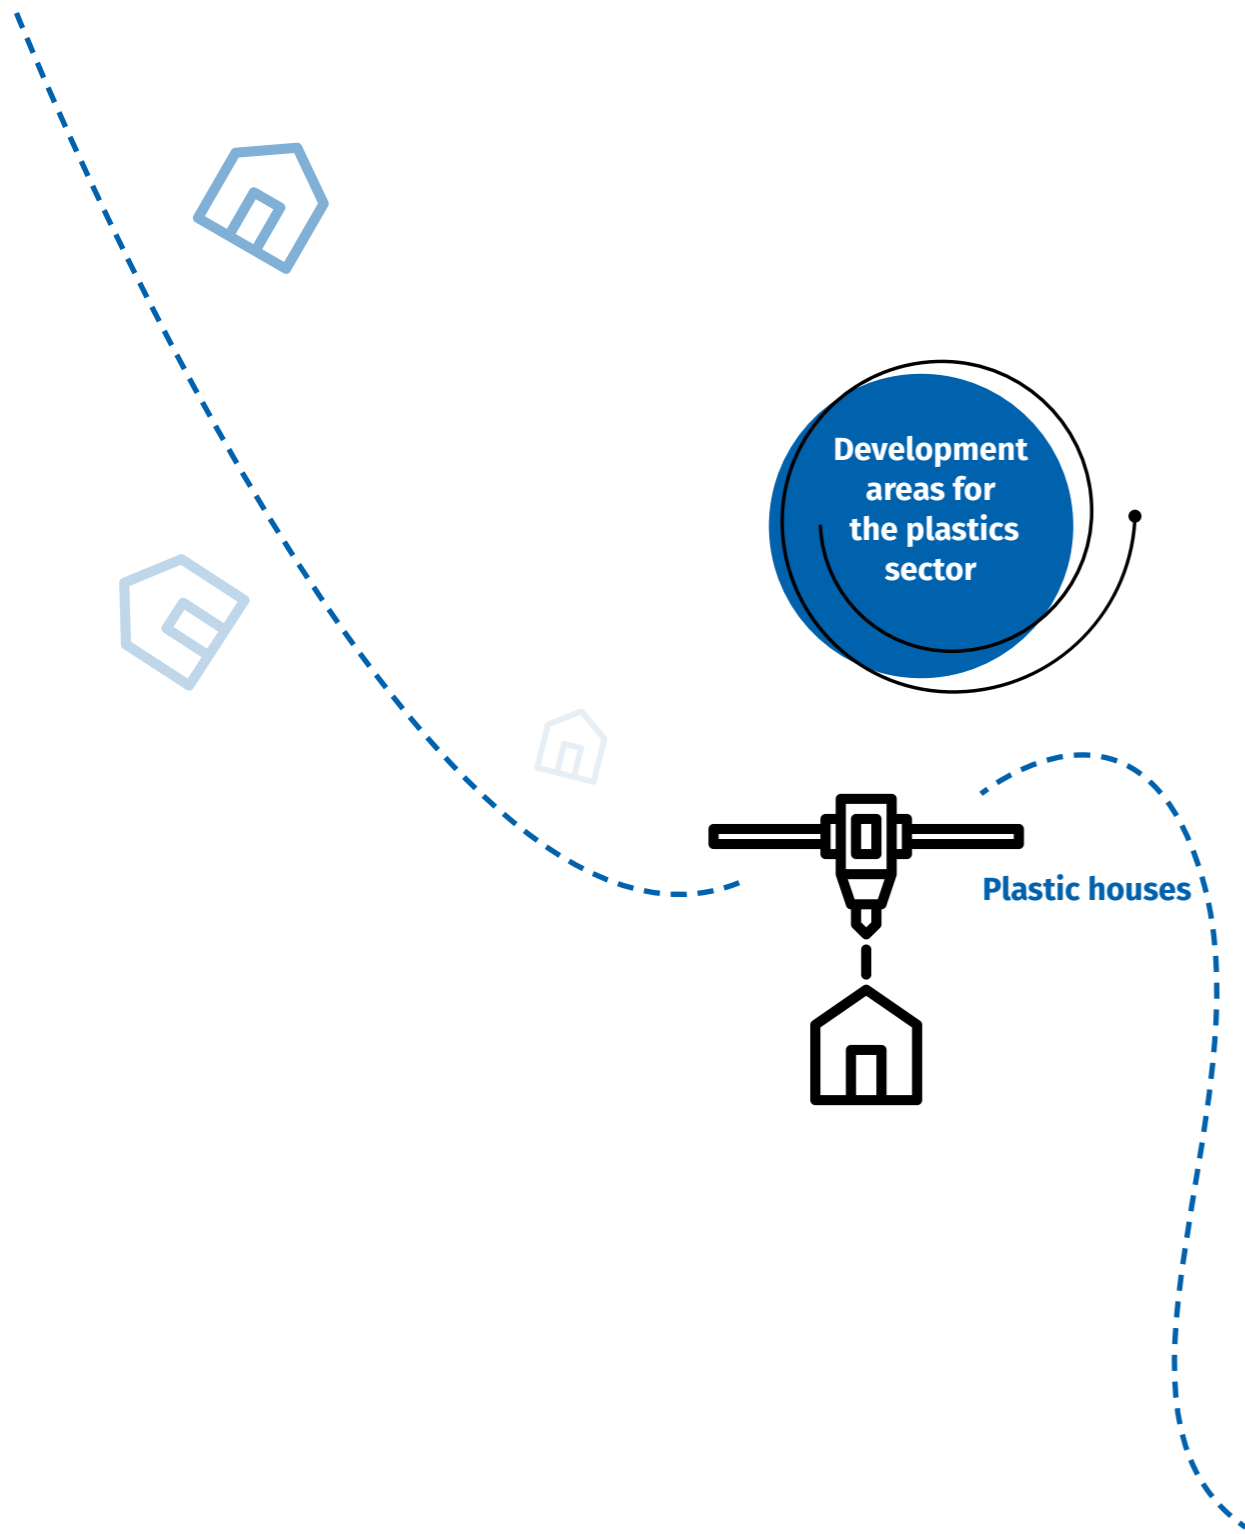 Development
areas for
the plastics
sector
Plastic houses